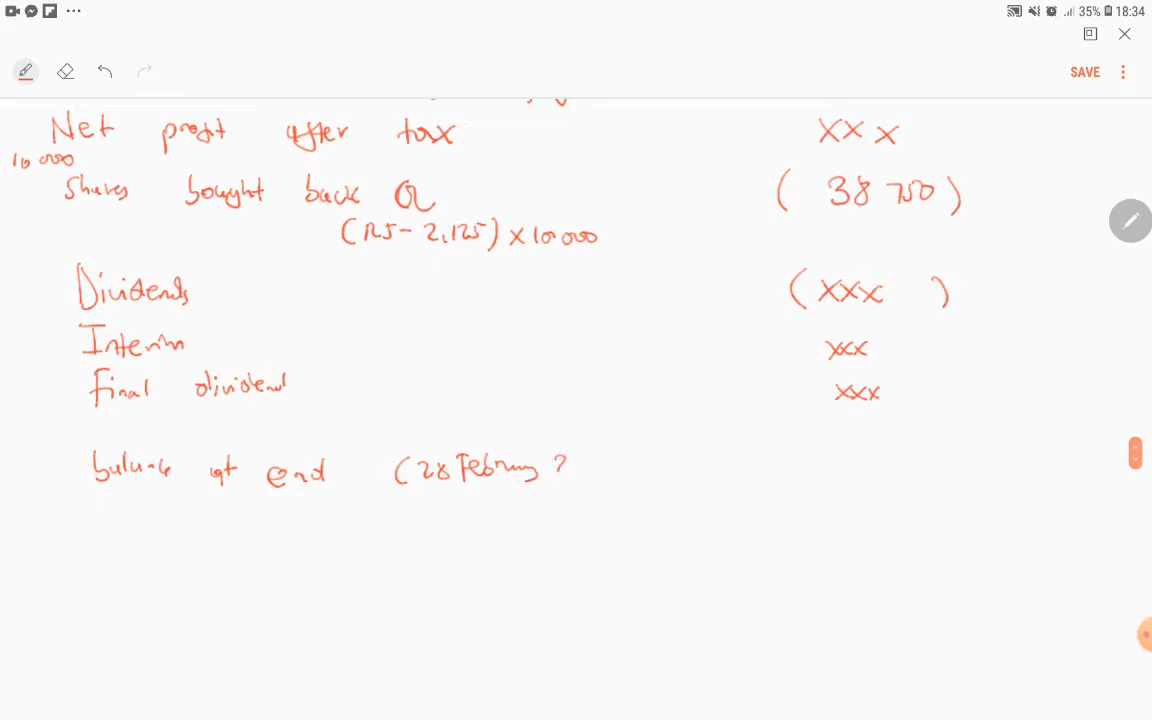 35% 18:34
SAVE
Net profit after tax xxx
10 000
Shares bought back @ (38 750)
(R5 - 2,125) × 10 000
Dividends (xxx )
Interim xxx
Final dividend xxx
balance at end (28 February 2